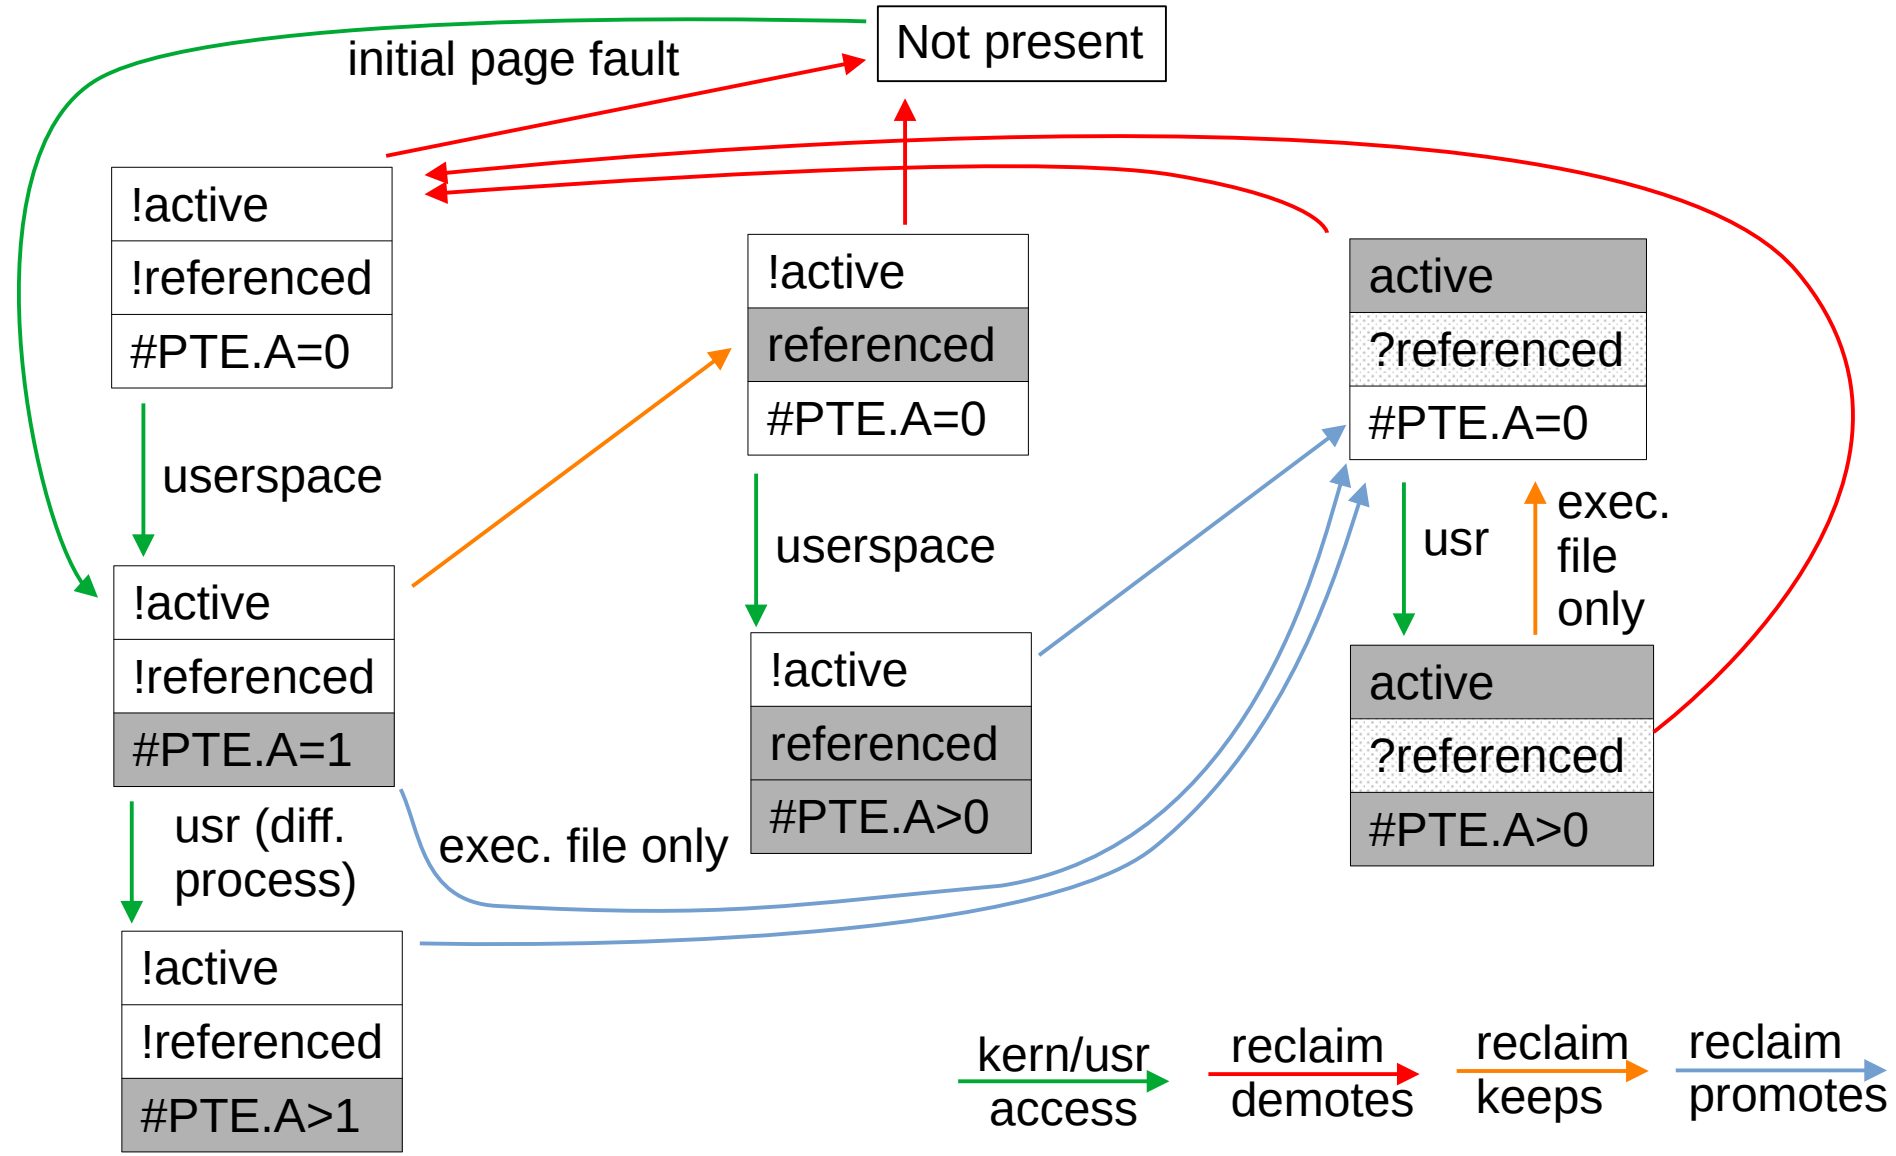 Not present
initial page fault
!active
!referenced
#PTE.A=0
!active
referenced
#PTE.A=0
active
?referenced
#PTE.A=0
userspace
userspace
usr
exec.
file
only
!active
!referenced
#PTE.A=1
!active
referenced
#PTE.A>0
active
?referenced
#PTE.A>0
usr (diff.
process)
exec. file only
!active
!referenced
#PTE.A>1
kern/usr
access
reclaim
demotes
reclaim
keeps
reclaim
promotes